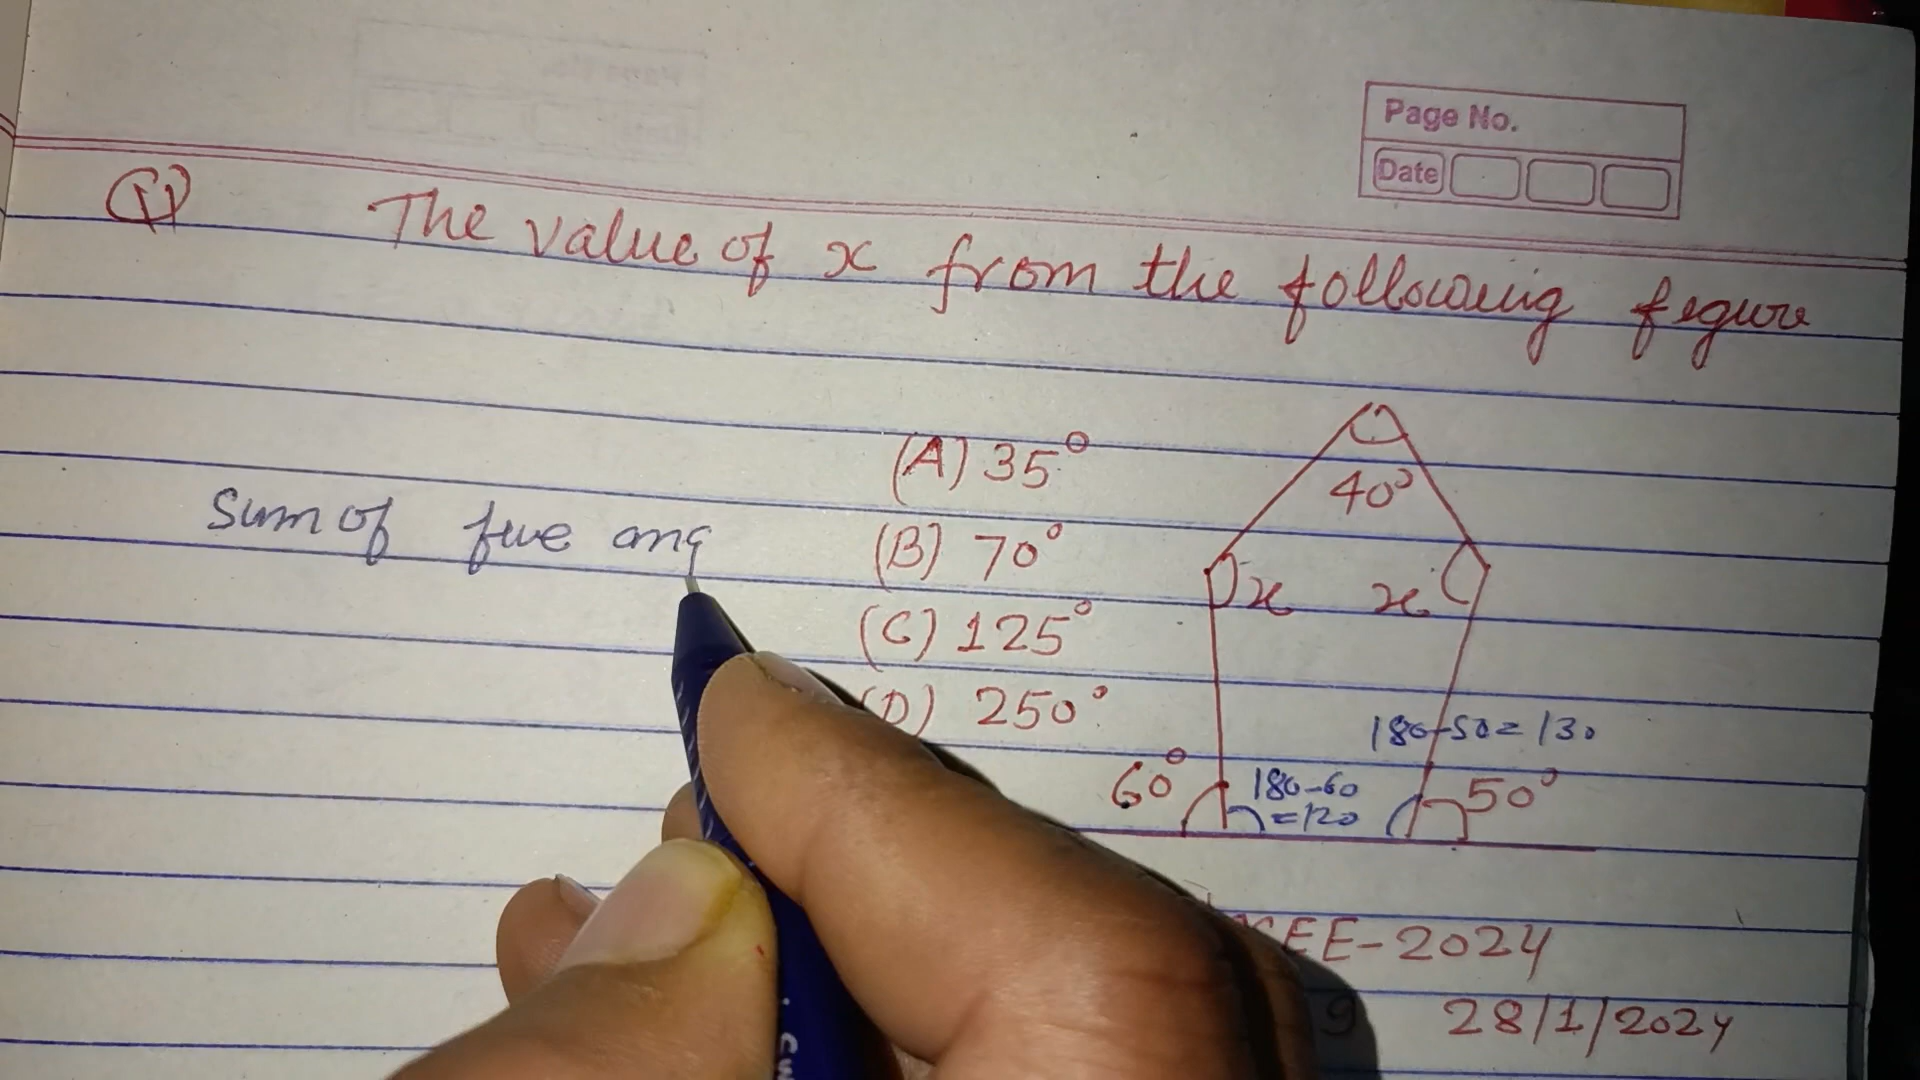 Page No.
Date
Q The value of x from the following figure
(A) 35°
(B) 70°
(C) 125°
(D) 250°
Sum of five ang
40°
x x
180-50=130
60° 180-60
=120
50°
EE-2024
9 28/1/2024